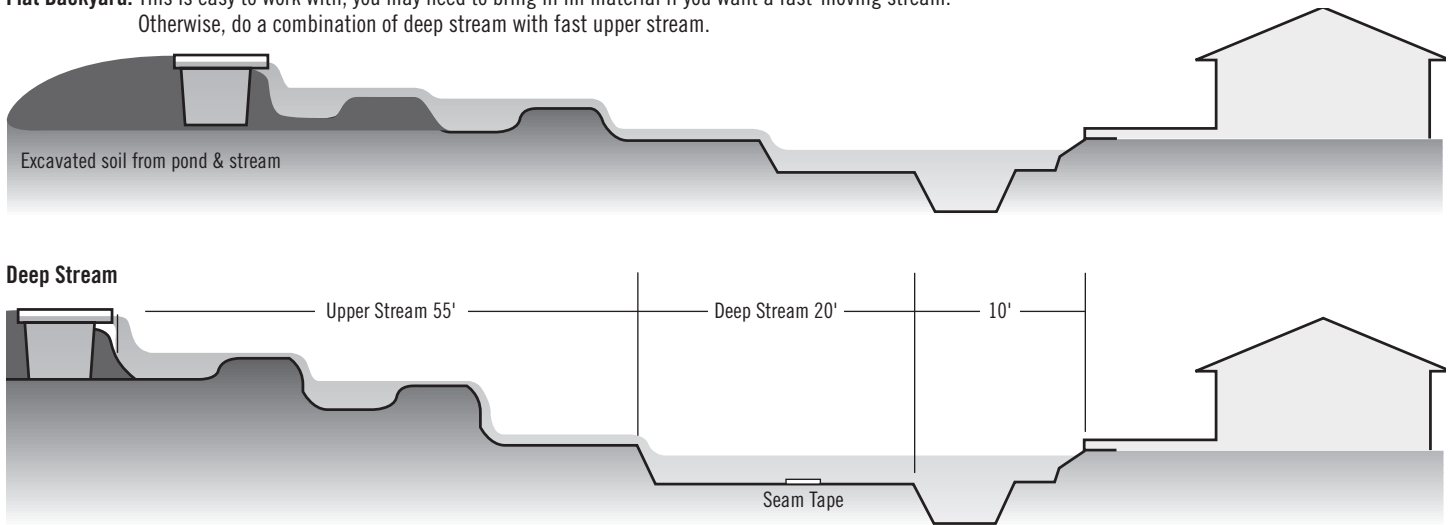 Flat Backyard: This is easy to work with, you may need to bring in fill material if you want a fast-moving stream.
Otherwise, do a combination of deep stream with fast upper stream.
Excavated soil from pond & stream
Deep Stream
Upper Stream 55' Deep Stream 20' 10'
Seam Tape